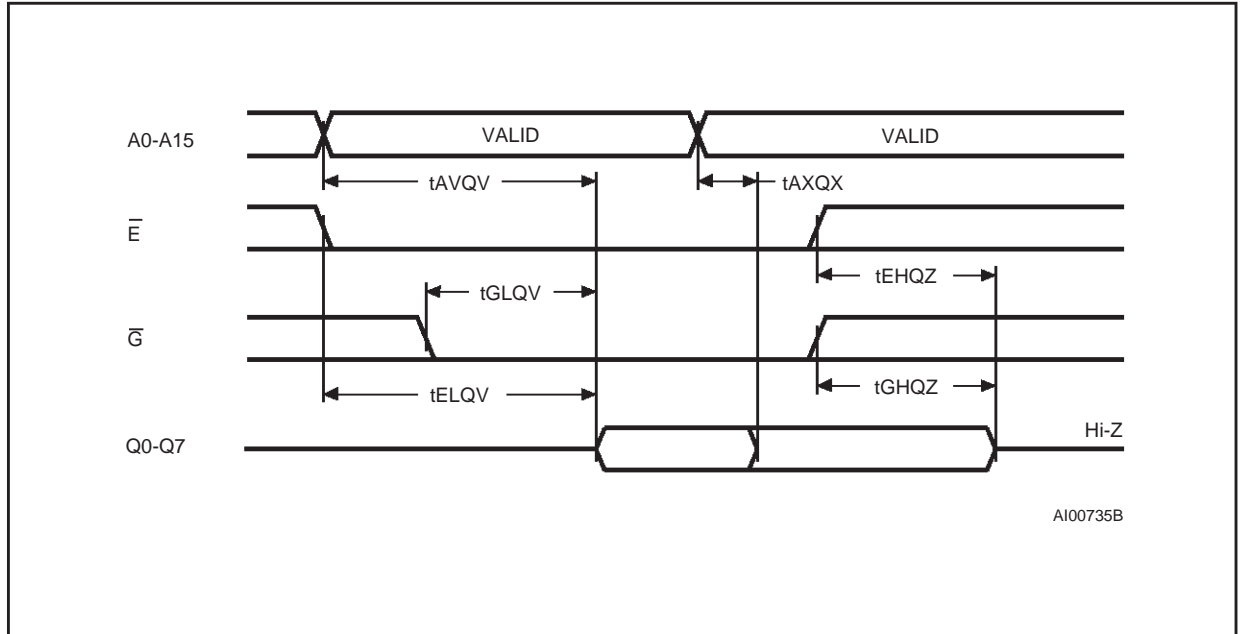 A0-A15
VALID
VALID
tAVQV
tAXQX
E̅
tEHQZ
tGLQV
G̅
tELQV
tGHQZ
Hi-Z
Q0-Q7
AI00735B